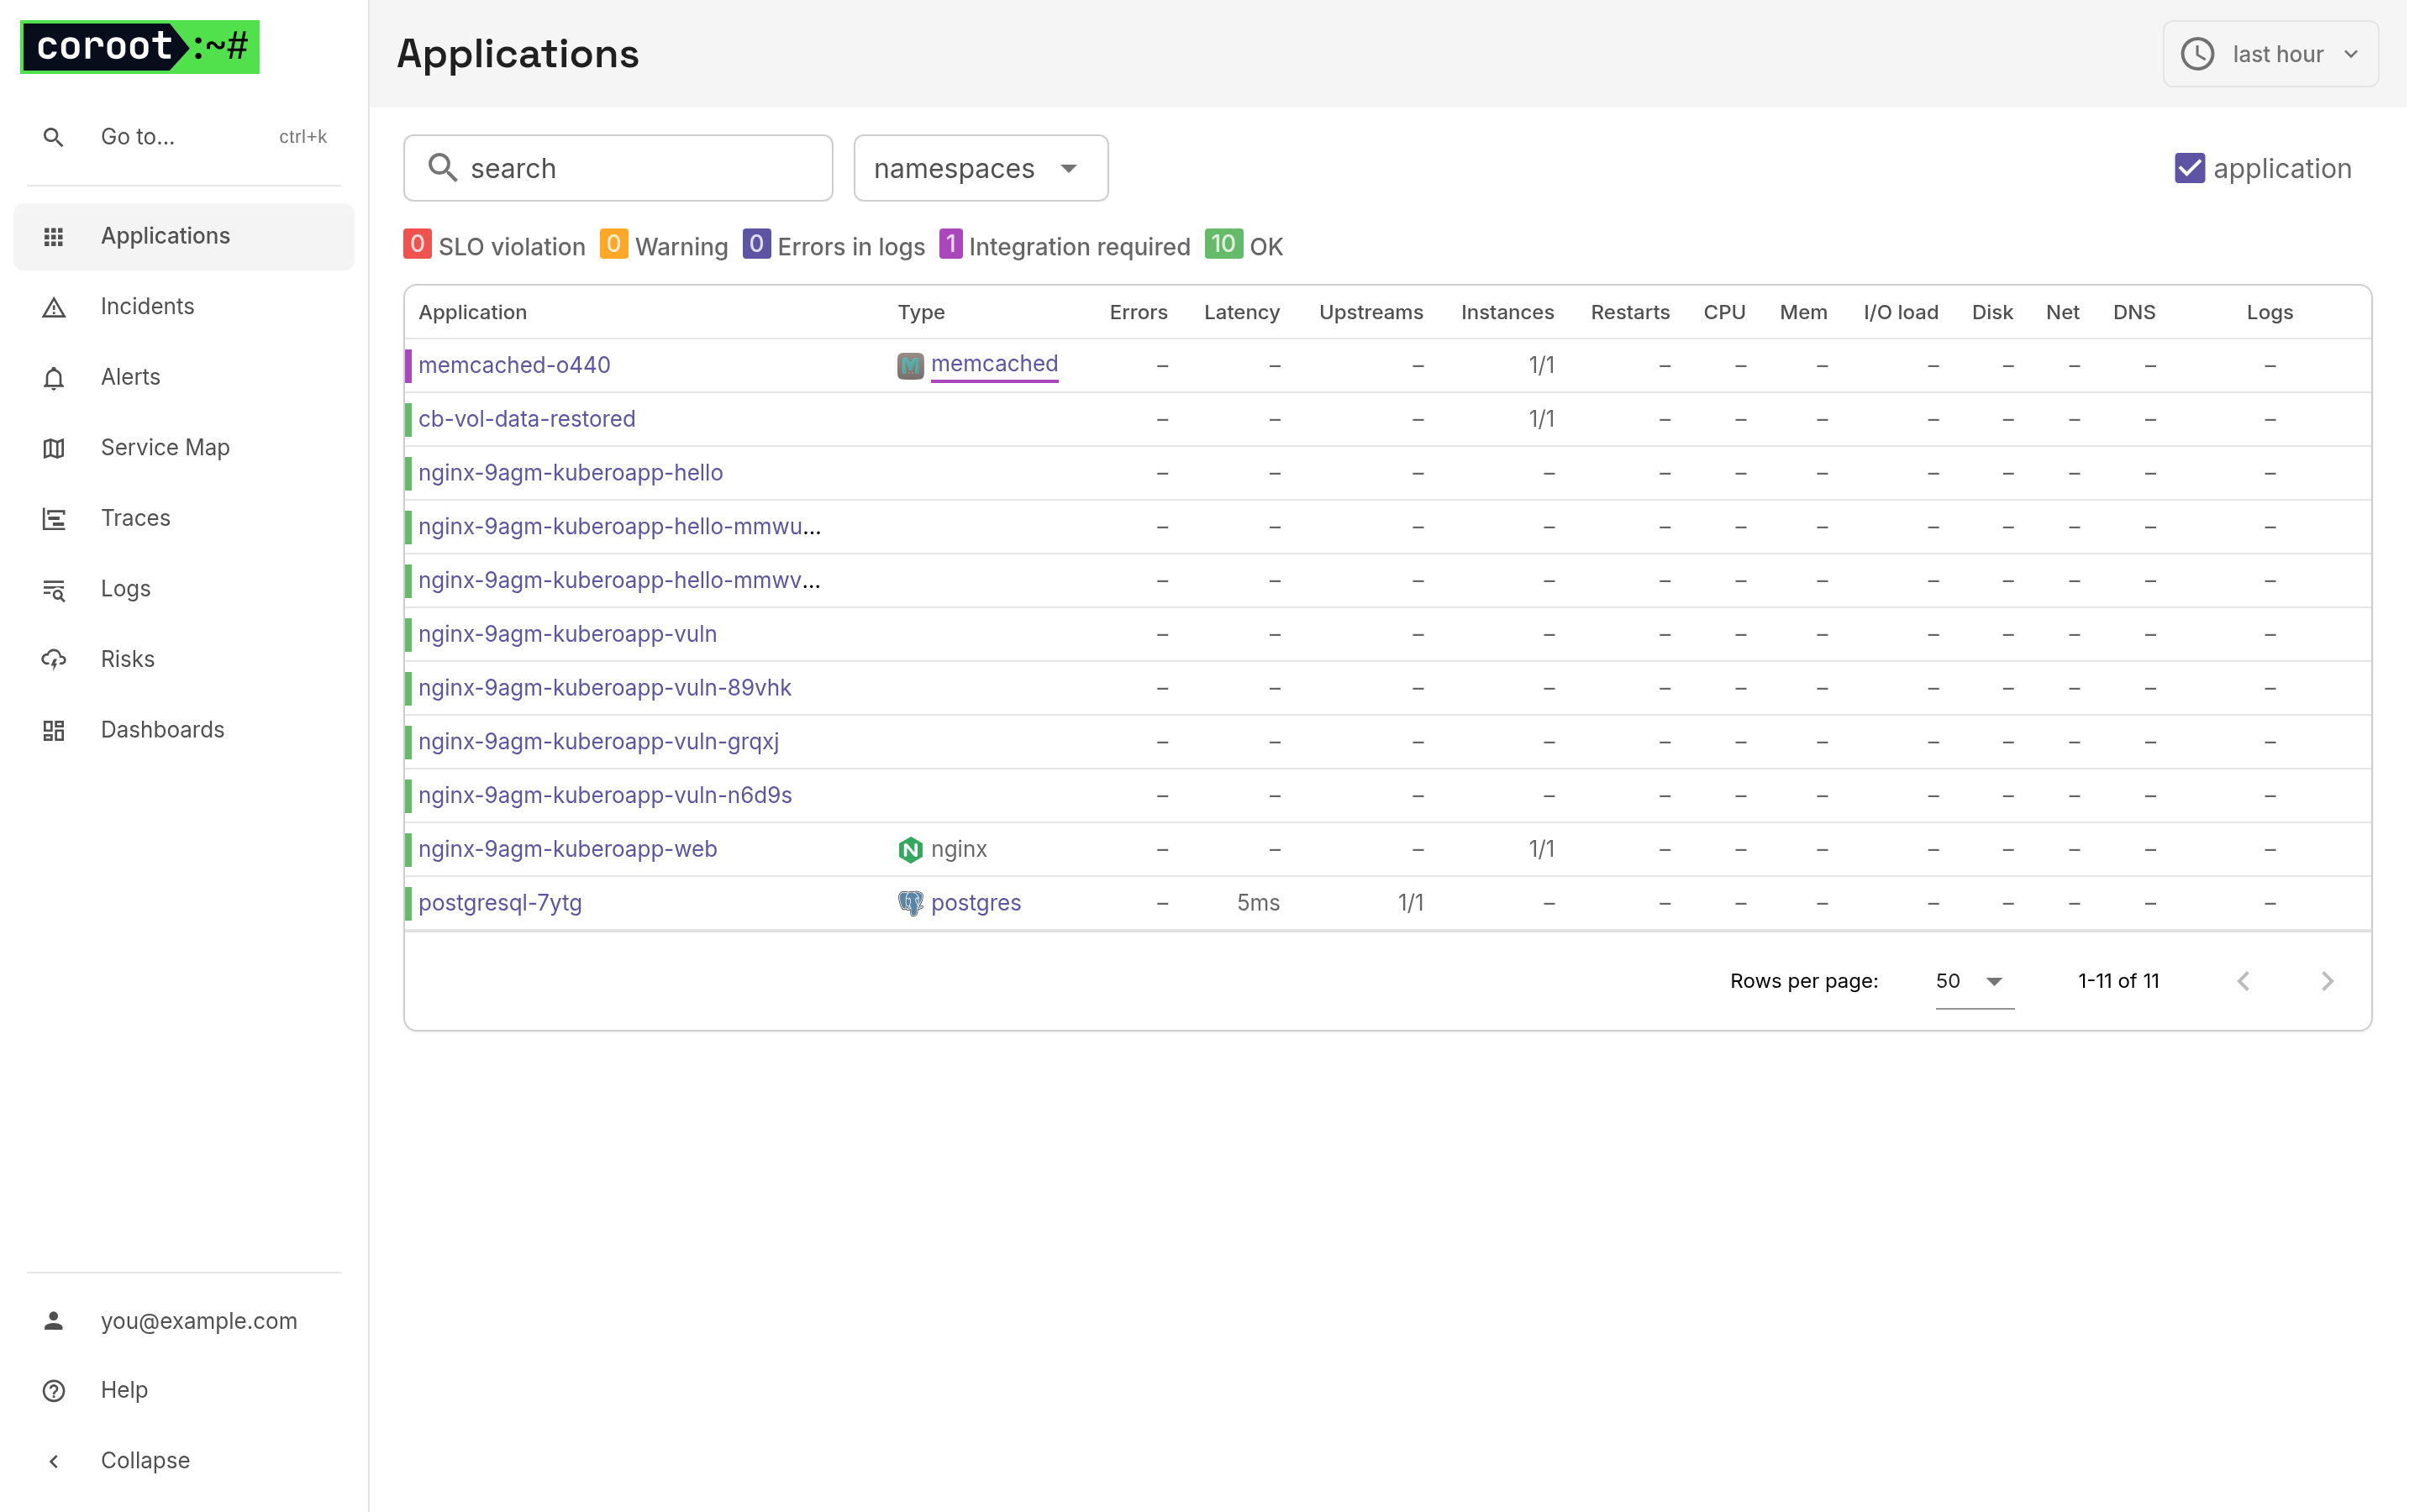 coroot:~#
Go to... ctrl+k
Applications
Incidents
Alerts
Service Map
Traces
Logs
Risks
Dashboards
you@example.com
Help
Collapse
Applications
last hour
search namespaces application
0 SLO violation 0 Warning 0 Errors in logs 1 Integration required 10 OK
Application Type Errors Latency Upstreams Instances Restarts CPU Mem I/O load Disk Net DNS Logs
memcached-o440 memcached – – – 1/1 – – – – – – – –
cb-vol-data-restored – – – 1/1 – – – – – – – –
nginx-9agm-kuberoapp-hello – – – – – – – – – – – –
nginx-9agm-kuberoapp-hello-mmwu... – – – – – – – – – – – –
nginx-9agm-kuberoapp-hello-mmwv... – – – – – – – – – – – –
nginx-9agm-kuberoapp-vuln – – – – – – – – – – – –
nginx-9agm-kuberoapp-vuln-89vhk – – – – – – – – – – – –
nginx-9agm-kuberoapp-vuln-grqxj – – – – – – – – – – – –
nginx-9agm-kuberoapp-vuln-n6d9s – – – – – – – – – – – –
nginx-9agm-kuberoapp-web nginx – – – 1/1 – – – – – – – –
postgresql-7ytg postgres – 5ms 1/1 – – – – – – – – –
Rows per page: 50 1-11 of 11